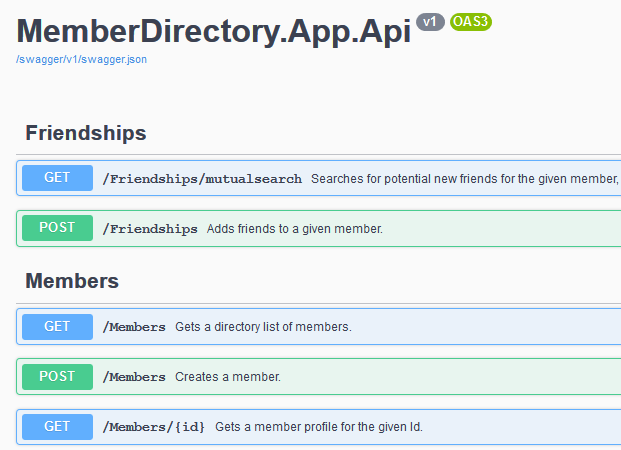 MemberDirectory.App.Api v1 OAS3
/swagger/v1/swagger.json
Friendships
GET /Friendships/mutualsearch Searches for potential new friends for the given member,
POST /Friendships Adds friends to a given member.
Members
GET /Members Gets a directory list of members.
POST /Members Creates a member.
GET /Members/{id} Gets a member profile for the given Id.